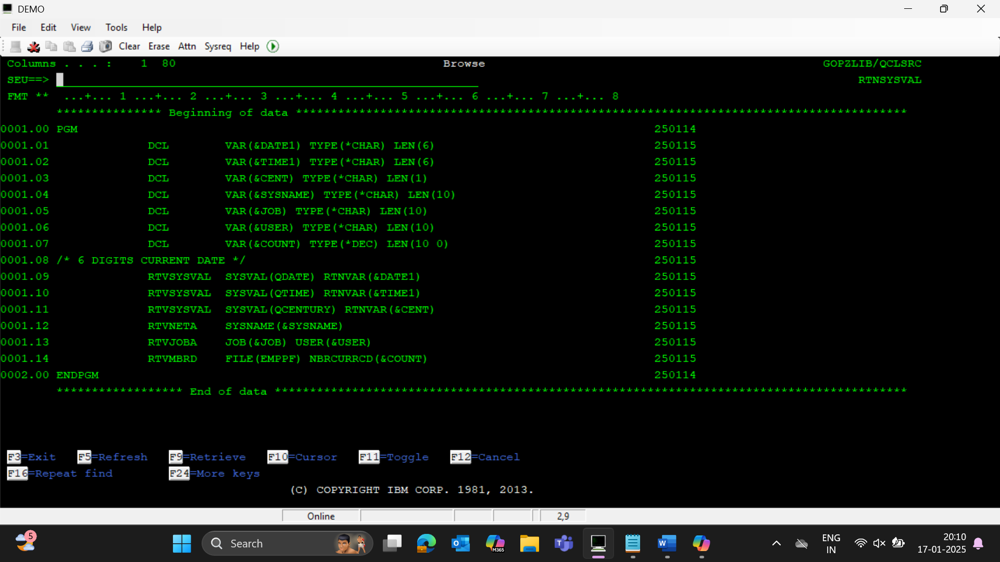 DEMO
File Edit View Tools Help
Clear Erase Attn Sysreq Help
Columns . . . : 1 80 Browse GOPZLIB/QCLSRC
SEU==> RTNSYSVAL
FMT ** ...+... 1 ...+... 2 ...+... 3 ...+... 4 ...+... 5 ...+... 6 ...+... 7 ...+... 8
*************** Beginning of data ***************************************************************************************
0001.00 PGM 250114
0001.01 DCL VAR(&DATE1) TYPE(*CHAR) LEN(6) 250115
0001.02 DCL VAR(&TIME1) TYPE(*CHAR) LEN(6) 250115
0001.03 DCL VAR(&CENT) TYPE(*CHAR) LEN(1) 250115
0001.04 DCL VAR(&SYSNAME) TYPE(*CHAR) LEN(10) 250115
0001.05 DCL VAR(&JOB) TYPE(*CHAR) LEN(10) 250115
0001.06 DCL VAR(&USER) TYPE(*CHAR) LEN(10) 250115
0001.07 DCL VAR(&COUNT) TYPE(*DEC) LEN(10 0) 250115
0001.08 /* 6 DIGITS CURRENT DATE */ 250115
0001.09 RTVSYSVAL SYSVAL(QDATE) RTNVAR(&DATE1) 250115
0001.10 RTVSYSVAL SYSVAL(QTIME) RTNVAR(&TIME1) 250115
0001.11 RTVSYSVAL SYSVAL(QCENTURY) RTNVAR(&CENT) 250115
0001.12 RTVNETA SYSNAME(&SYSNAME) 250115
0001.13 RTVJOBA JOB(&JOB) USER(&USER) 250115
0001.14 RTVMBRD FILE(EMPPF) NBRCURRCD(&COUNT) 250115
0002.00 ENDPGM 250114
****************** End of data ******************************************************************************************
F3=Exit F5=Refresh F9=Retrieve F10=Cursor F11=Toggle F12=Cancel
F16=Repeat find F24=More keys
(C) COPYRIGHT IBM CORP. 1981, 2013.
Online 2,9
5
Search
M365
ENG
IN
20:10
17-01-2025